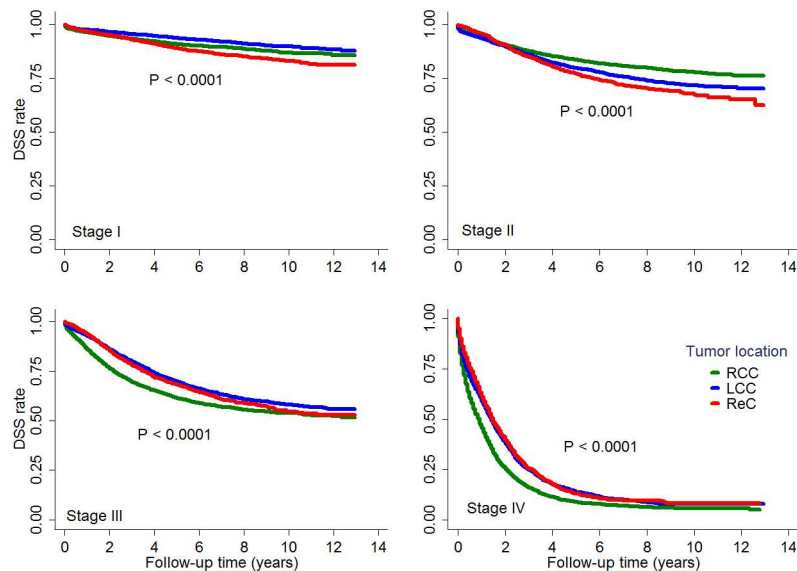 DSS rate
1.00
0.75
0.50
0.25
0.00
P < 0.0001
Stage I
0 2 4 6 8 10 12 14
1.00
0.75
0.50
0.25
0.00
P < 0.0001
Stage II
0 2 4 6 8 10 12 14
DSS rate
1.00
0.75
0.50
0.25
0.00
P < 0.0001
Stage III
0 2 4 6 8 10 12 14
Follow-up time (years)
1.00
0.75
0.50
0.25
0.00
Tumor location
RCC
LCC
ReC
P < 0.0001
Stage IV
0 2 4 6 8 10 12 14
Follow-up time (years)